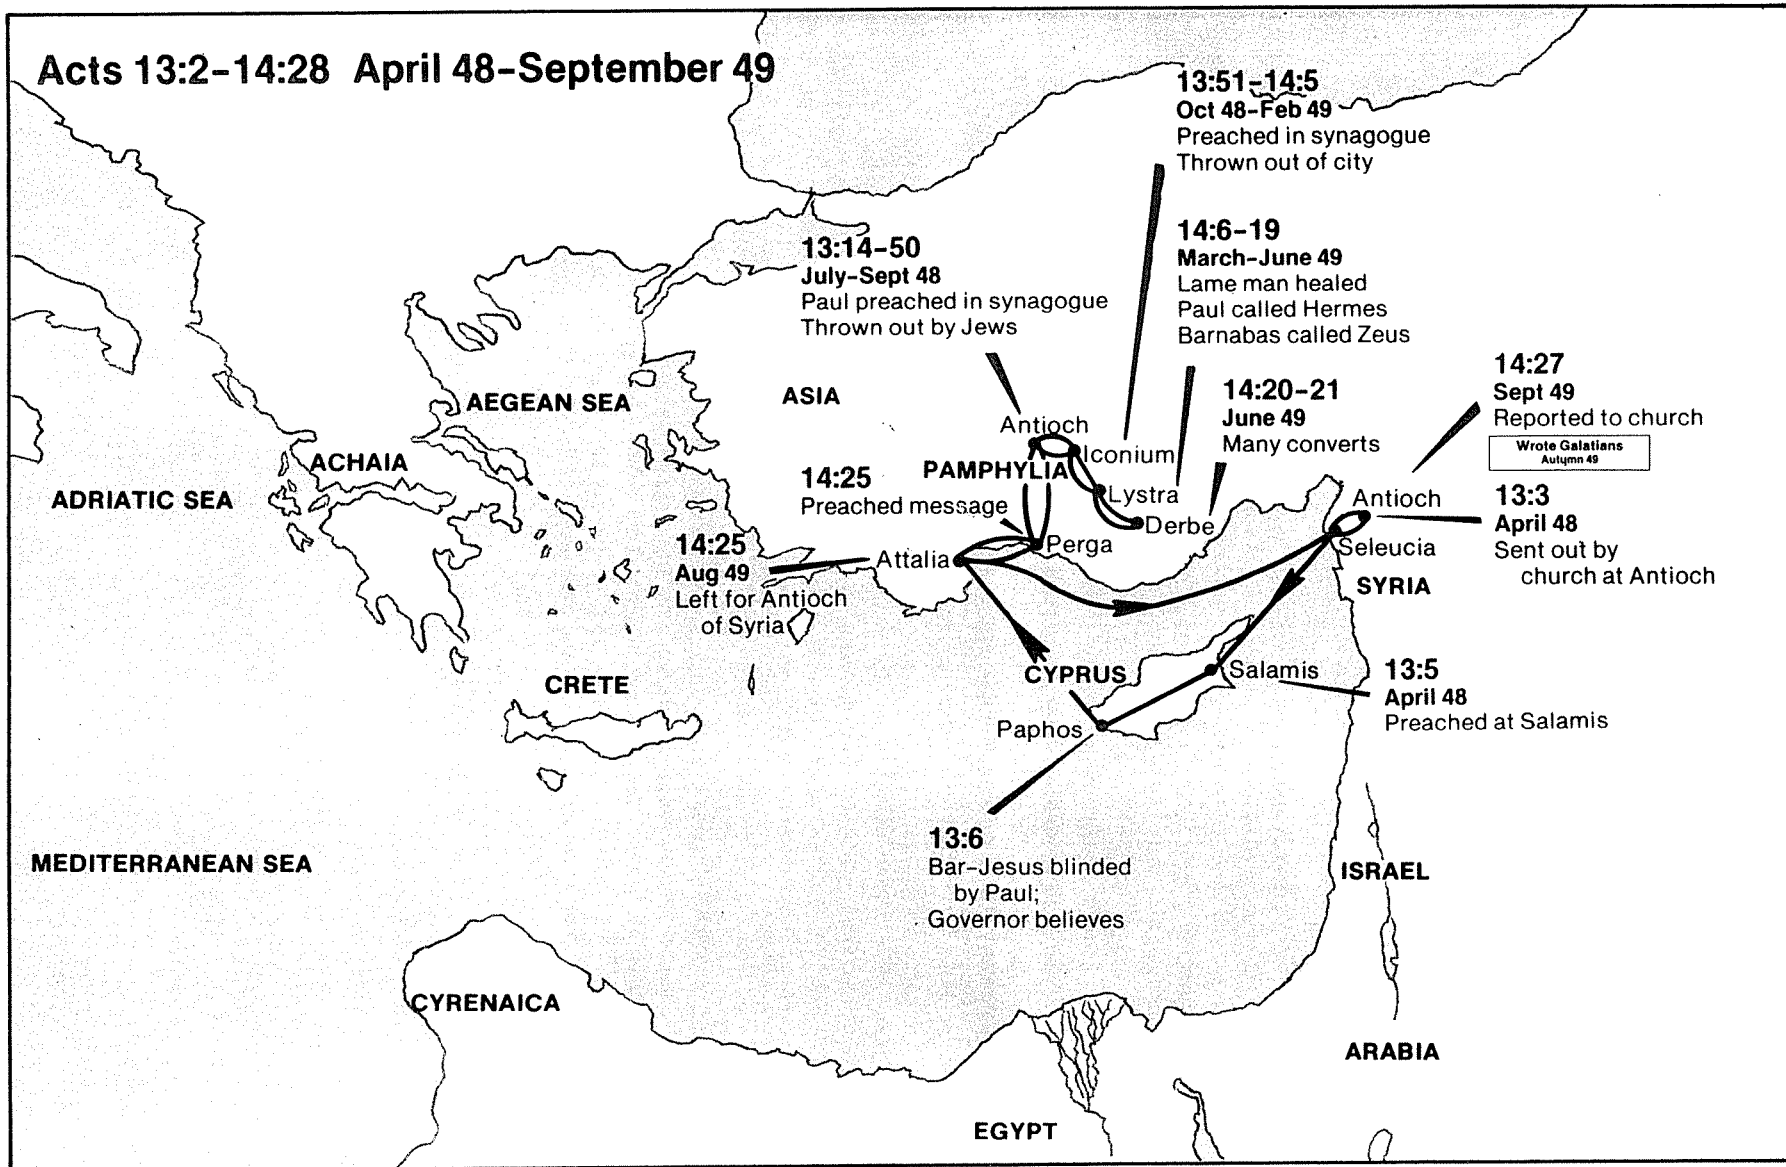 Acts 13:2-14:28 April 48-September 49
13:51-14:5
Oct 48-Feb 49
Preached in synagogue
Thrown out of city
13:14-50
July-Sept 48
Paul preached in synagogue
Thrown out by Jews
14:6-19
March-June 49
Lame man healed
Paul called Hermes
Barnabas called Zeus
14:27
Sept 49
Reported to church
Wrote Galatians
Autumn 49
14:20-21
June 49
Many converts
ASIA
AEGEAN SEA
ACHAIA
ADRIATIC SEA
Antioch
Iconium
PAMPHYLIA
Lystra
Derbe
14:25
Preached message
Perga
Attalia
14:25
Aug 49
Left for Antioch
of Syria
Antioch
Seleucia
SYRIA
13:3
April 48
Sent out by
church at Antioch
CRETE
CYPRUS
Salamis
Paphos
13:5
April 48
Preached at Salamis
13:6
Bar-Jesus blinded
by Paul;
Governor believes
MEDITERRANEAN SEA
ISRAEL
CYRENAICA
ARABIA
EGYPT